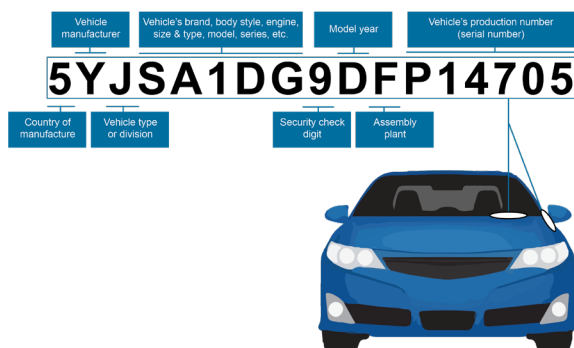 Vehicle
manufacturer
Vehicle's brand, body style, engine,
size & type, model, series, etc.
Model year
Vehicle's production number
(serial number)
5YJSA1DG9DFP14705
Country of
manufacture
Vehicle type
or division
Security check
digit
Assembly
plant